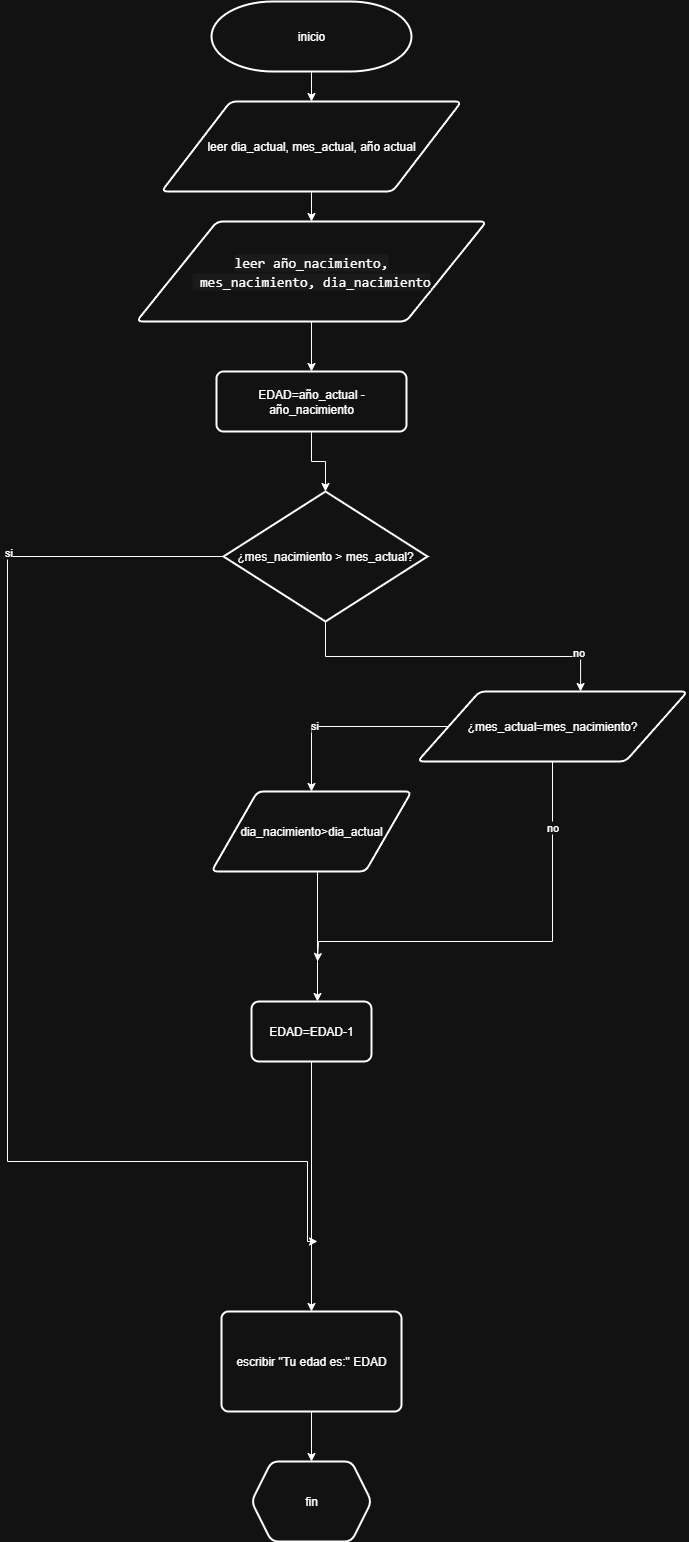 inicio
leer dia_actual, mes_actual, año actual
leer año_nacimiento,
mes_nacimiento, dia_nacimiento
EDAD=año_actual -
año_nacimiento
¿mes_nacimiento > mes_actual?
si
no
¿mes_actual=mes_nacimiento?
si
dia_nacimiento>dia_actual
no
EDAD=EDAD-1
escribir "Tu edad es:" EDAD
fin